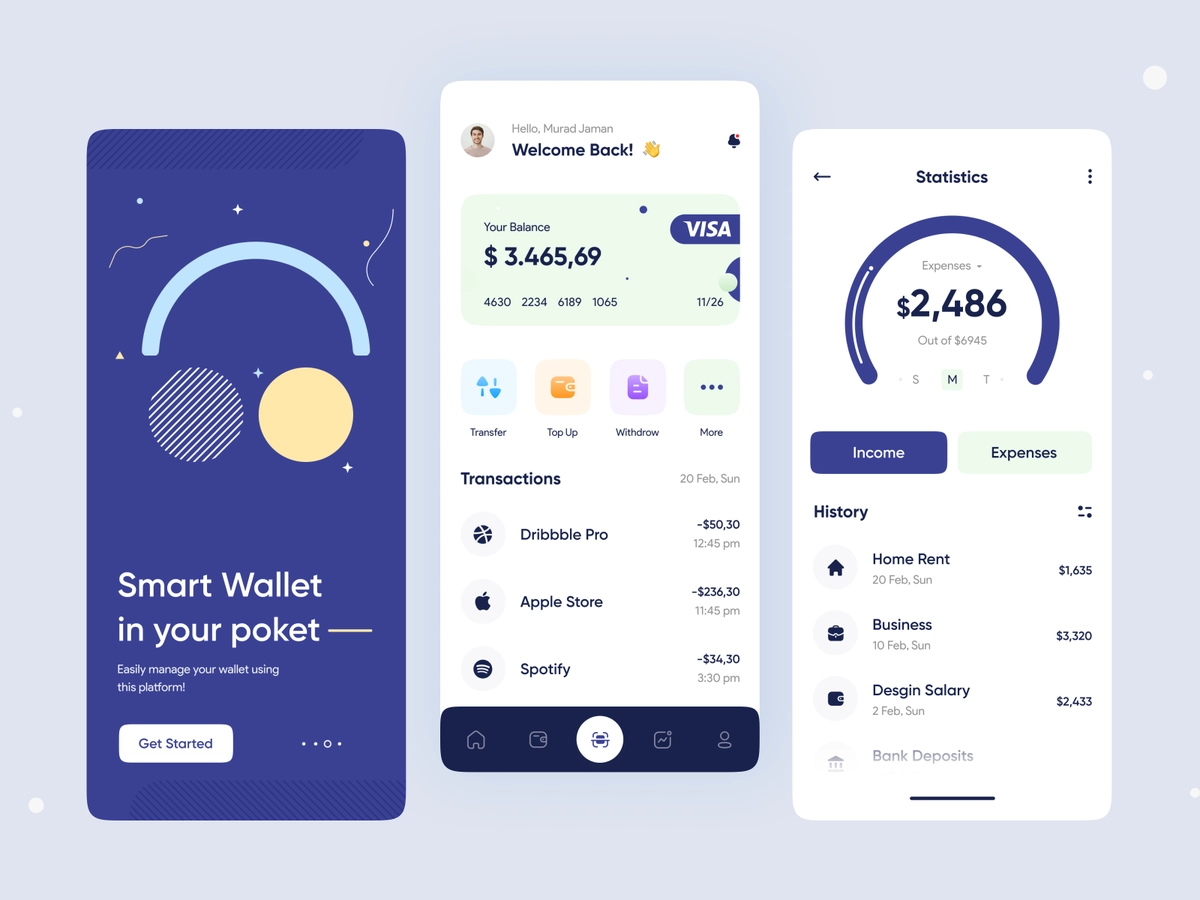 Smart Wallet
in your poket
Easily manage your wallet using
this platform!
Get Started
Hello, Murad Jaman
Welcome Back! 👋
Your Balance
VISA
$ 3.465,69
4630 2234 6189 1065 11/26
Transfer Top Up Withdrow More
Transactions 20 Feb, Sun
Dribbble Pro -$50,30
12:45 pm
Apple Store -$236,30
11:45 pm
Spotify -$34,30
3:30 pm
Statistics
Expenses
$2,486
Out of $6945
S M T
Income Expenses
History
Home Rent $1,635
20 Feb, Sun
Business $3,320
10 Feb, Sun
Desgin Salary $2,433
2 Feb, Sun
Bank Deposits